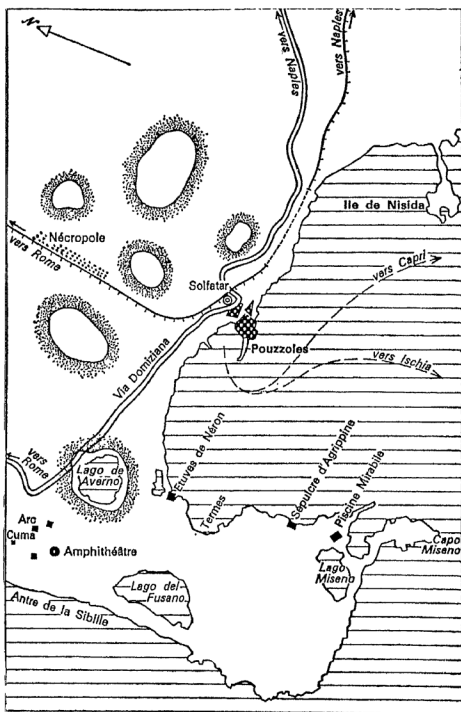 N
vers Naples
vers Naples
Ile de Nisida
Nécropole
vers Rome
vers Capri
Solfatar
vers Ischia
Pouzzoles
Via Domiziana
vers
Rome
Lago de
Averno
Etuves de Néron
Termes
Sépulcre d'Agrippine
Piscine Mirabile
Arc
Cuma
Amphithéâtre
Capo
Miseno
Lago
Miseno
Lago del
Fusano
Antre de la Sibille